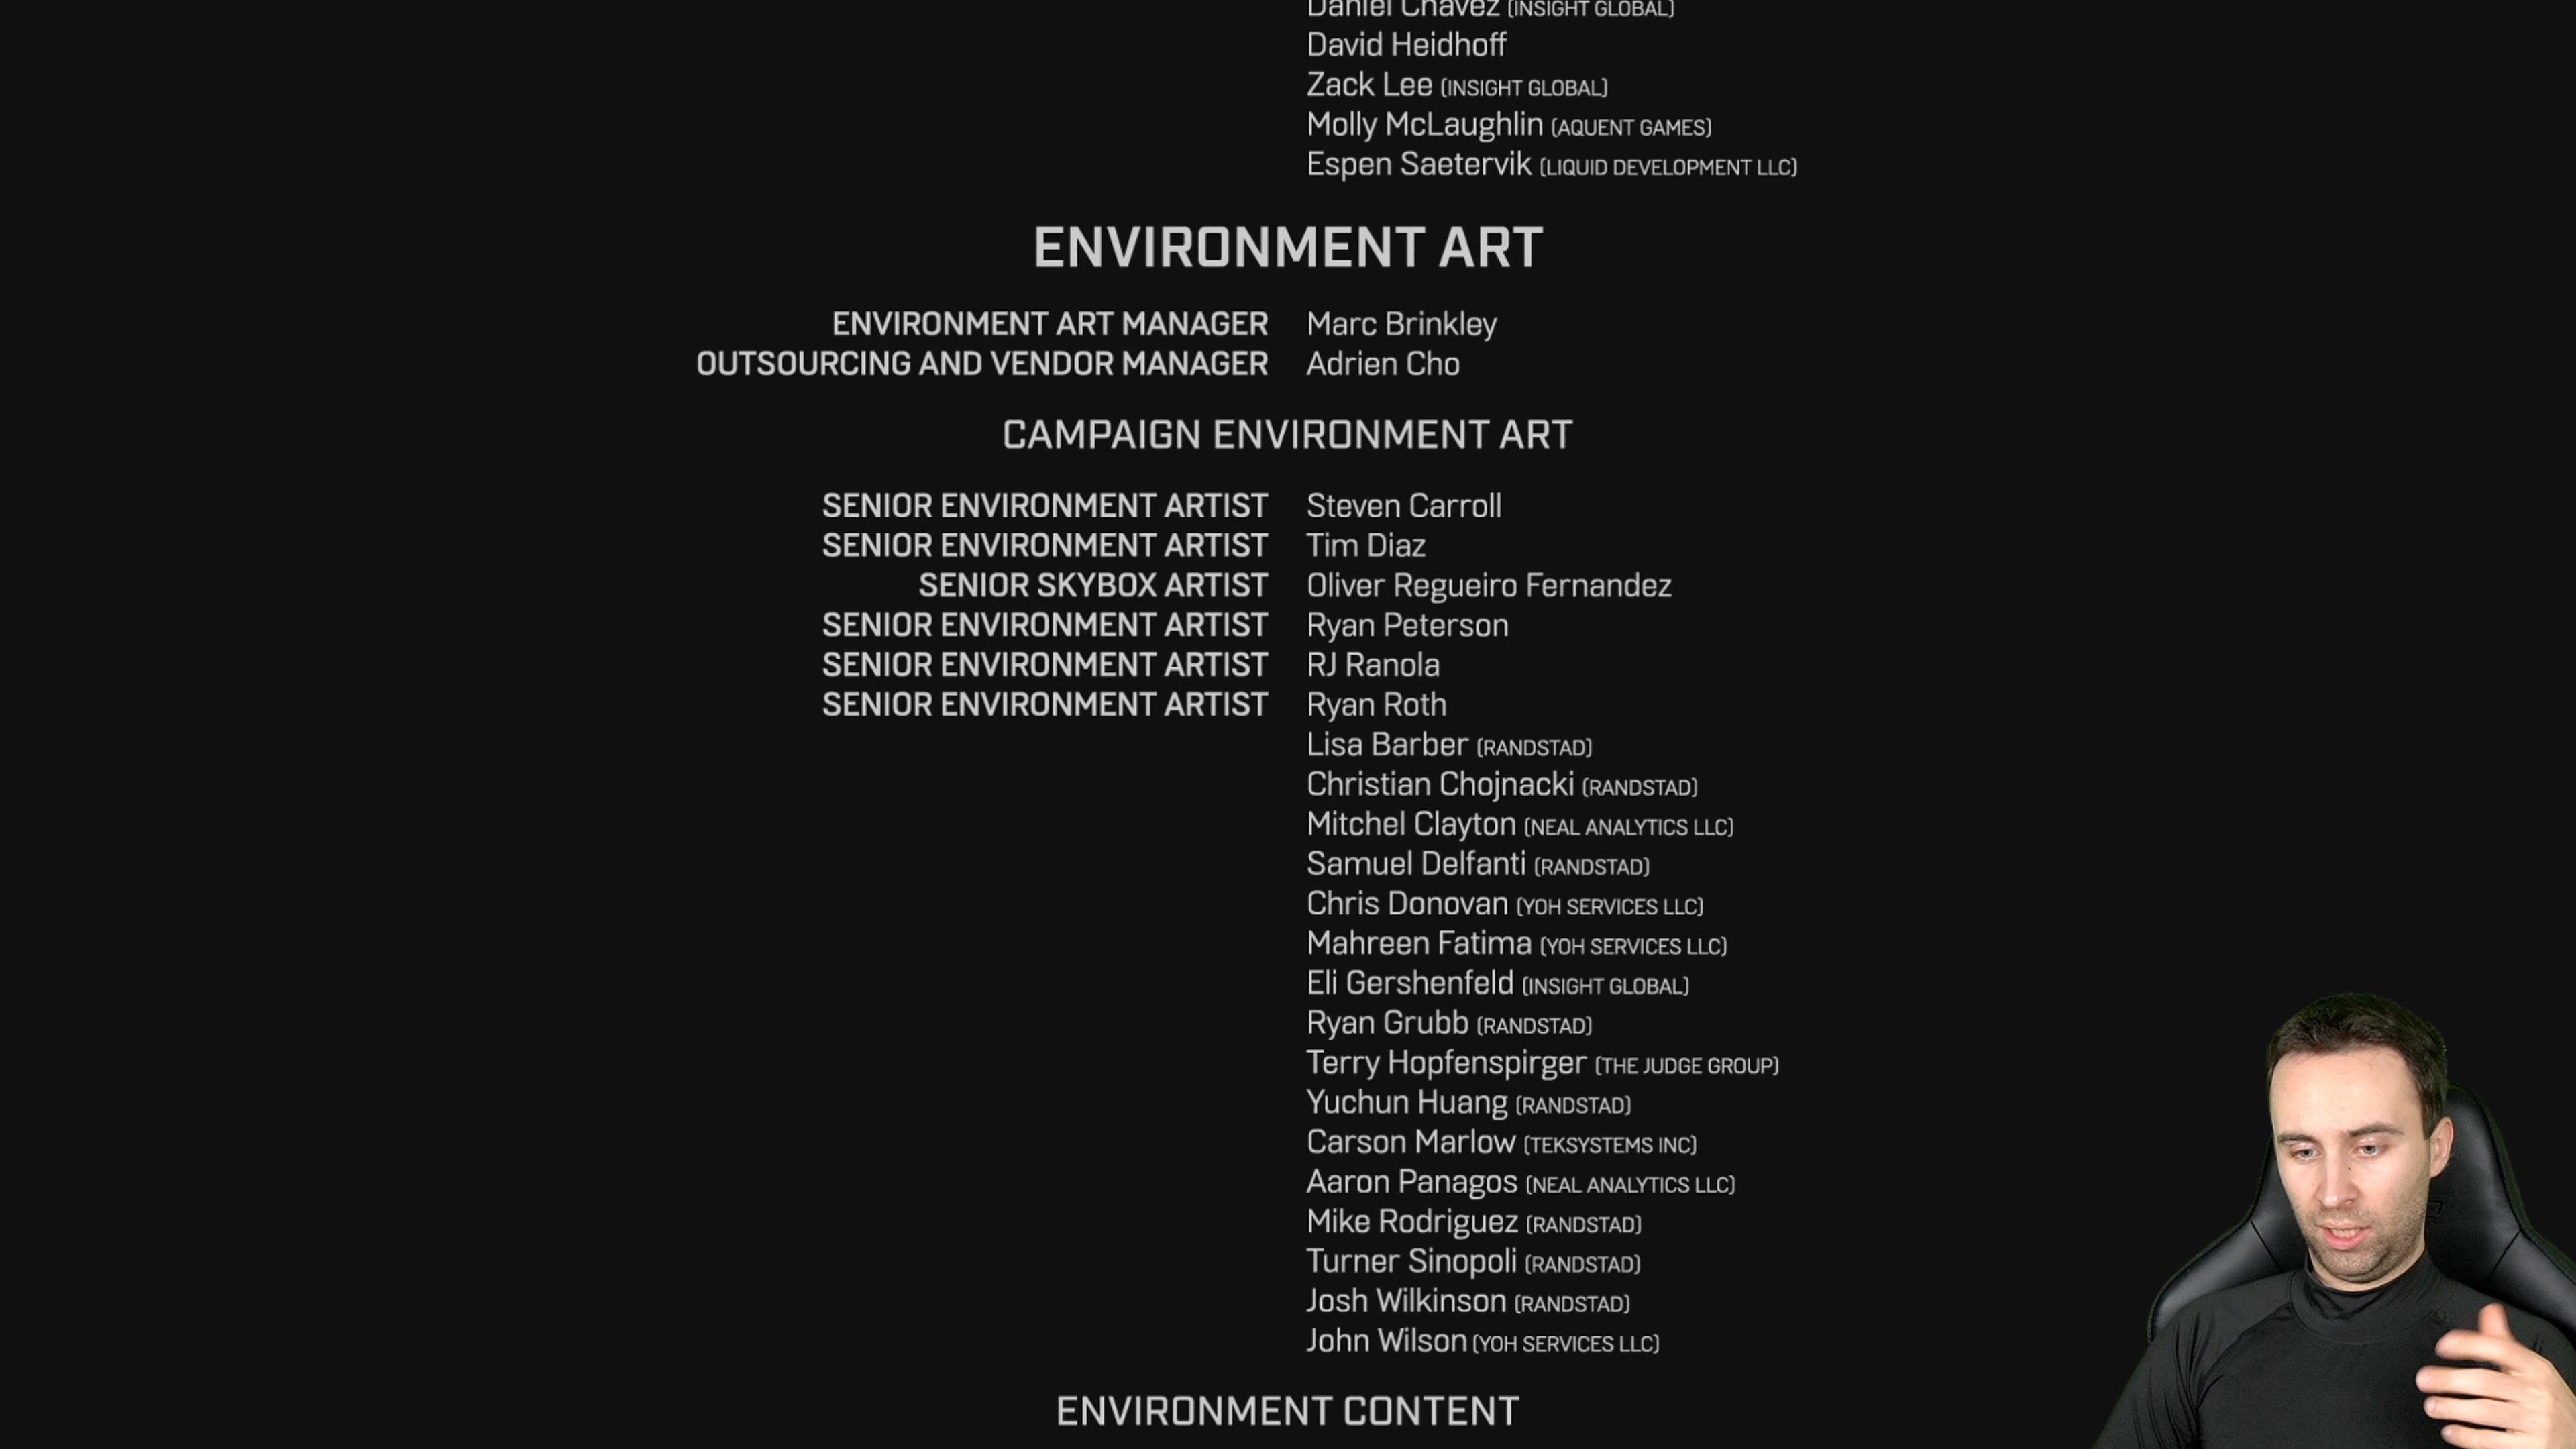 Daniel Chavez (INSIGHT GLOBAL)
David Heidhoff
Zack Lee (INSIGHT GLOBAL)
Molly McLaughlin (AQUENT GAMES)
Espen Saetervik (LIQUID DEVELOPMENT LLC)
ENVIRONMENT ART
ENVIRONMENT ART MANAGER Marc Brinkley
OUTSOURCING AND VENDOR MANAGER Adrien Cho
CAMPAIGN ENVIRONMENT ART
SENIOR ENVIRONMENT ARTIST Steven Carroll
SENIOR ENVIRONMENT ARTIST Tim Diaz
SENIOR SKYBOX ARTIST Oliver Regueiro Fernandez
SENIOR ENVIRONMENT ARTIST Ryan Peterson
SENIOR ENVIRONMENT ARTIST RJ Ranola
SENIOR ENVIRONMENT ARTIST Ryan Roth
Lisa Barber (RANDSTAD)
Christian Chojnacki (RANDSTAD)
Mitchel Clayton (NEAL ANALYTICS LLC)
Samuel Delfanti (RANDSTAD)
Chris Donovan (YOH SERVICES LLC)
Mahreen Fatima (YOH SERVICES LLC)
Eli Gershenfeld (INSIGHT GLOBAL)
Ryan Grubb (RANDSTAD)
Terry Hopfenspirger (THE JUDGE GROUP)
Yuchun Huang (RANDSTAD)
Carson Marlow (TEKSYSTEMS INC)
Aaron Panagos (NEAL ANALYTICS LLC)
Mike Rodriguez (RANDSTAD)
Turner Sinopoli (RANDSTAD)
Josh Wilkinson (RANDSTAD)
John Wilson (YOH SERVICES LLC)
ENVIRONMENT CONTENT